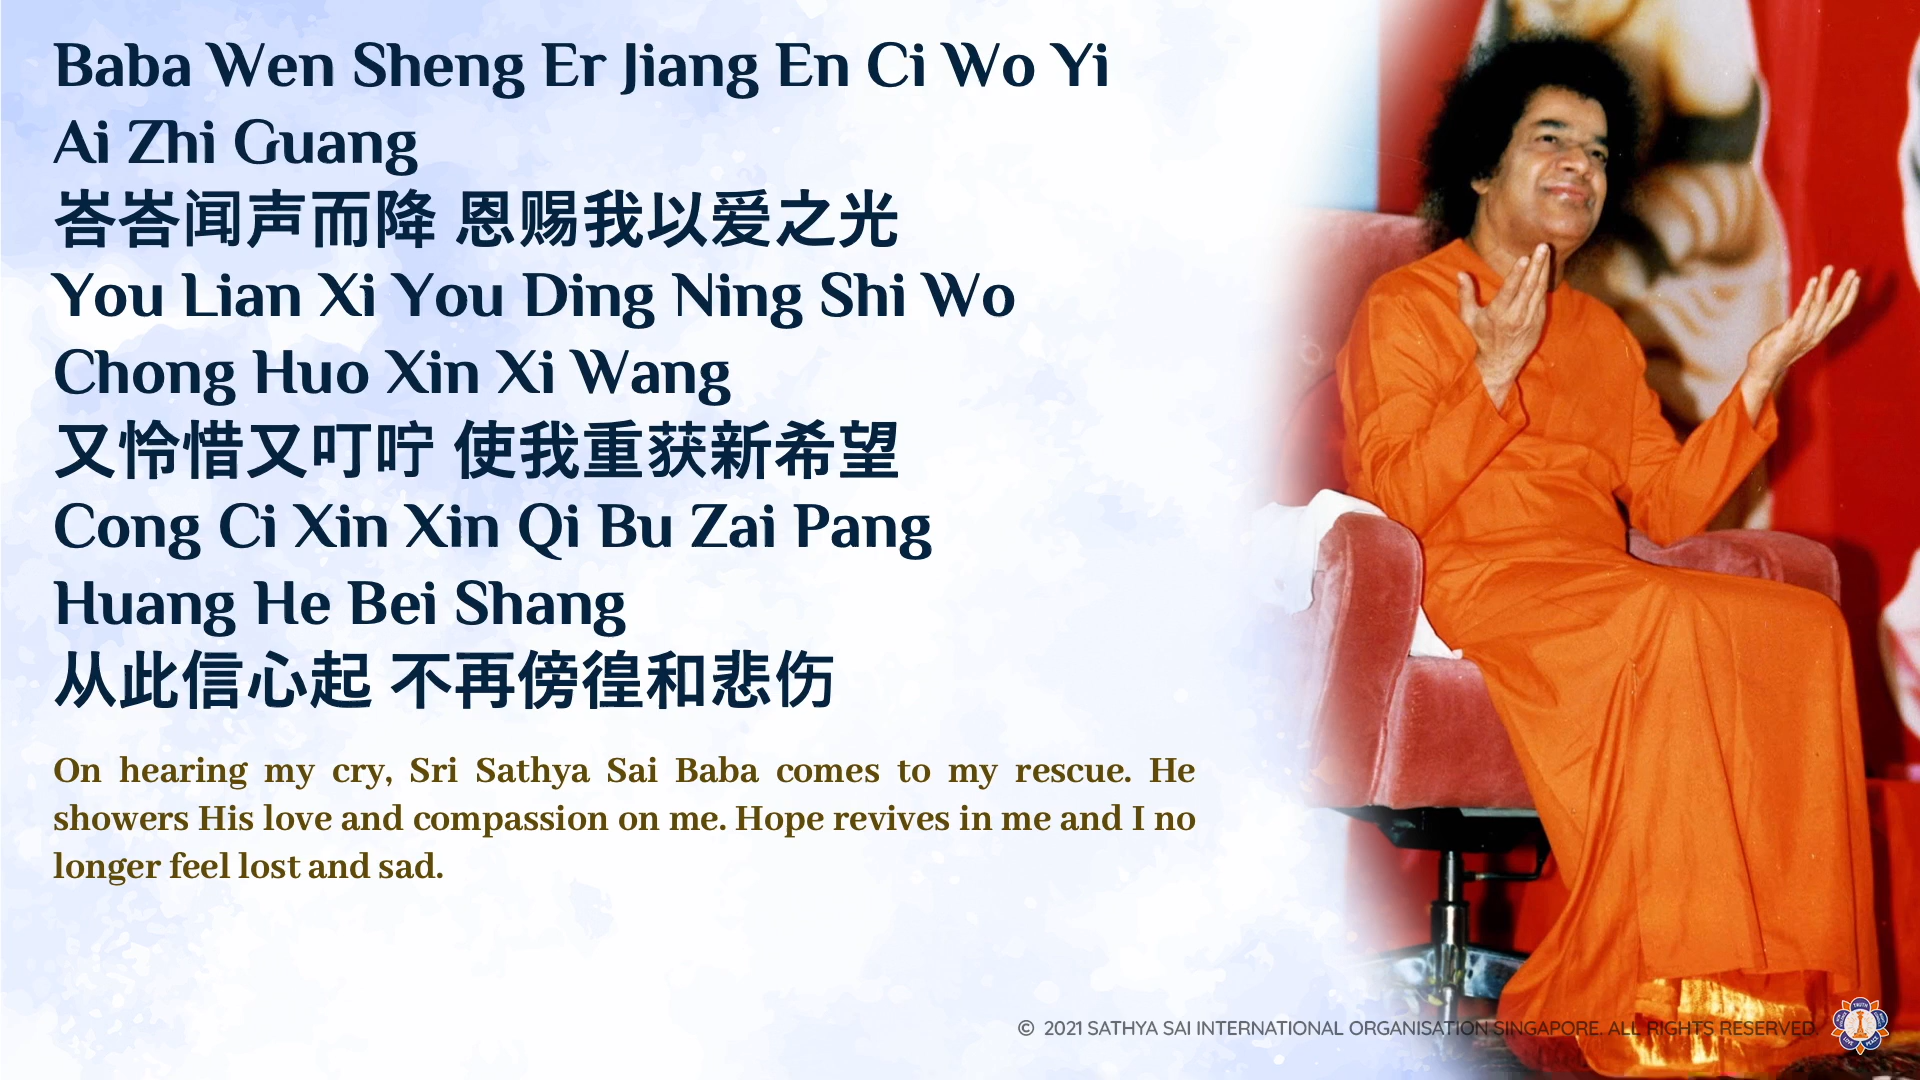 Baba Wen Sheng Er Jiang En Ci Wo Yi
Ai Zhi Guang
峇峇闻声而降 恩赐我以爱之光
You Lian Xi You Ding Ning Shi Wo
Chong Huo Xin Xi Wang
又怜惜又叮咛 使我重获新希望
Cong Ci Xin Xin Qi Bu Zai Pang
Huang He Bei Shang
从此信心起 不再傍徨和悲伤
On hearing my cry, Sri Sathya Sai Baba comes to my rescue. He
showers His love and compassion on me. Hope revives in me and I no
longer feel lost and sad.
© 2021 SATHYA SAI INTERNATIONAL ORGANISATION SINGAPORE. ALL RIGHTS RESERVED.
TRUTH
LOVE
PEACE